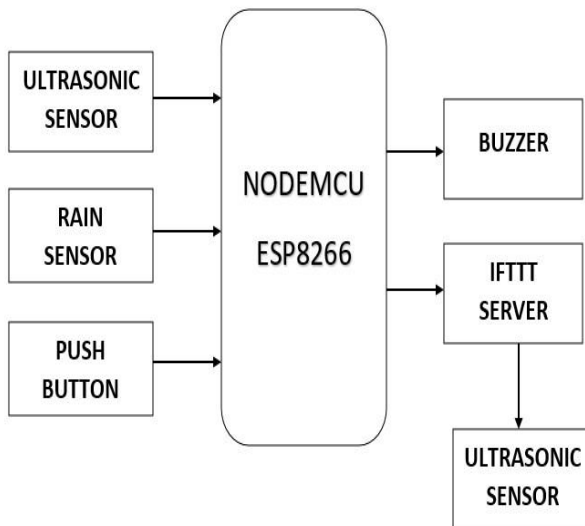 ULTRASONIC
SENSOR
RAIN
SENSOR
PUSH
BUTTON
NODEMCU
ESP8266
BUZZER
IFTTT
SERVER
ULTRASONIC
SENSOR